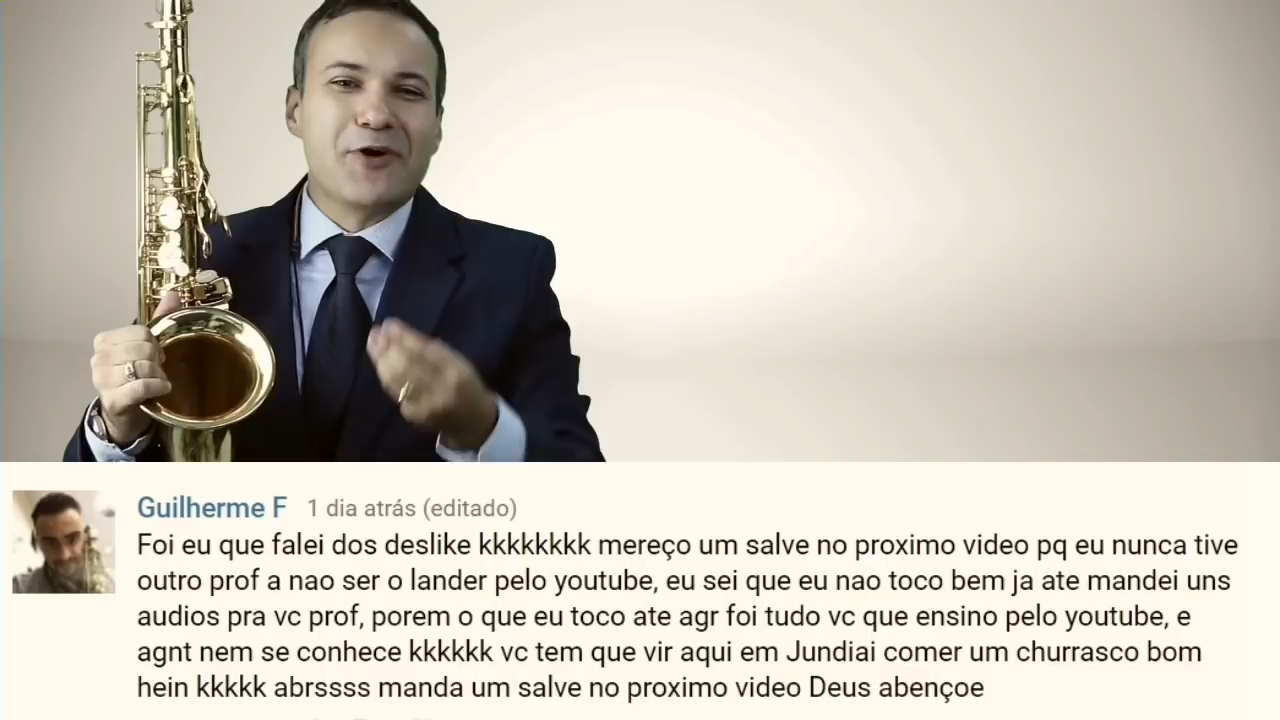 Guilherme F 1 dia atrás (editado)
Foi eu que falei dos deslike kkkkkkkk mereço um salve no proximo video pq eu nunca tive
outro prof a nao ser o lander pelo youtube, eu sei que eu nao toco bem ja ate mandei uns
audios pra vc prof, porem o que eu toco ate agr foi tudo vc que ensino pelo youtube, e
agnt nem se conhece kkkkkk vc tem que vir aqui em Jundiai comer um churrasco bom
hein kkkkk abrssss manda um salve no proximo video Deus abençoe